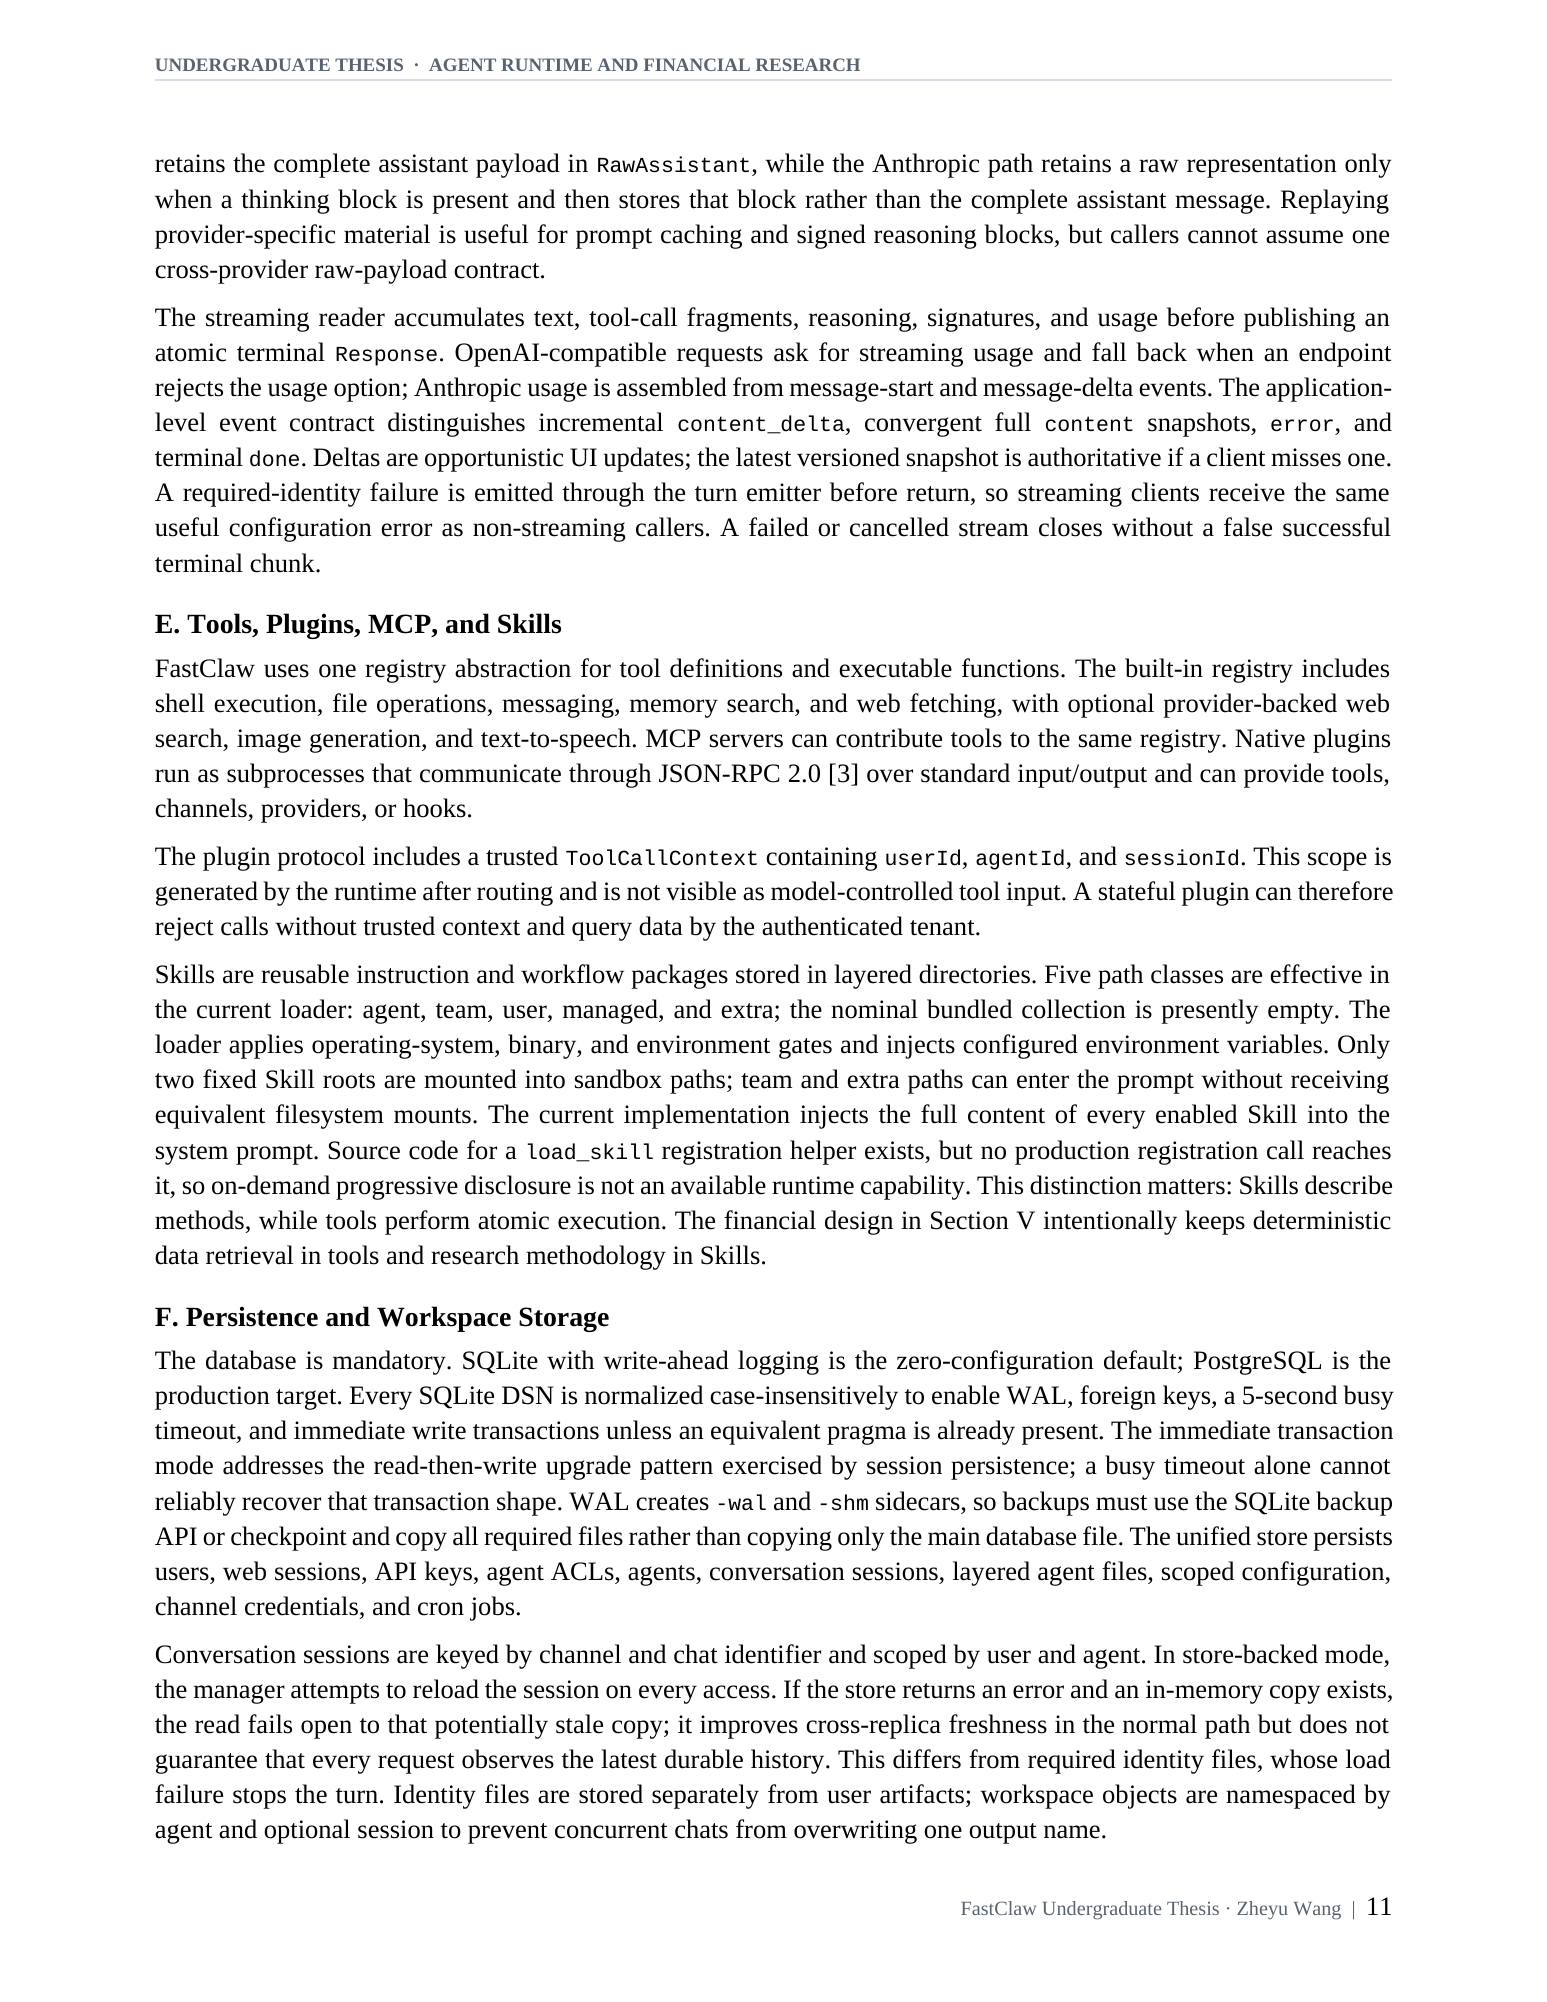 UNDERGRADUATE THESIS · AGENT RUNTIME AND FINANCIAL RESEARCH
retains the complete assistant payload in RawAssistant, while the Anthropic path retains a raw representation only
when a thinking block is present and then stores that block rather than the complete assistant message. Replaying
provider-specific material is useful for prompt caching and signed reasoning blocks, but callers cannot assume one
cross-provider raw-payload contract.
The streaming reader accumulates text, tool-call fragments, reasoning, signatures, and usage before publishing an
atomic terminal Response. OpenAI-compatible requests ask for streaming usage and fall back when an endpoint
rejects the usage option; Anthropic usage is assembled from message-start and message-delta events. The application-
level event contract distinguishes incremental content_delta, convergent full content snapshots, error, and
terminal done. Deltas are opportunistic UI updates; the latest versioned snapshot is authoritative if a client misses one.
A required-identity failure is emitted through the turn emitter before return, so streaming clients receive the same
useful configuration error as non-streaming callers. A failed or cancelled stream closes without a false successful
terminal chunk.
E. Tools, Plugins, MCP, and Skills
FastClaw uses one registry abstraction for tool definitions and executable functions. The built-in registry includes
shell execution, file operations, messaging, memory search, and web fetching, with optional provider-backed web
search, image generation, and text-to-speech. MCP servers can contribute tools to the same registry. Native plugins
run as subprocesses that communicate through JSON-RPC 2.0 [3] over standard input/output and can provide tools,
channels, providers, or hooks.
The plugin protocol includes a trusted ToolCallContext containing userId, agentId, and sessionId. This scope is
generated by the runtime after routing and is not visible as model-controlled tool input. A stateful plugin can therefore
reject calls without trusted context and query data by the authenticated tenant.
Skills are reusable instruction and workflow packages stored in layered directories. Five path classes are effective in
the current loader: agent, team, user, managed, and extra; the nominal bundled collection is presently empty. The
loader applies operating-system, binary, and environment gates and injects configured environment variables. Only
two fixed Skill roots are mounted into sandbox paths; team and extra paths can enter the prompt without receiving
equivalent filesystem mounts. The current implementation injects the full content of every enabled Skill into the
system prompt. Source code for a load_skill registration helper exists, but no production registration call reaches
it, so on-demand progressive disclosure is not an available runtime capability. This distinction matters: Skills describe
methods, while tools perform atomic execution. The financial design in Section V intentionally keeps deterministic
data retrieval in tools and research methodology in Skills.
F. Persistence and Workspace Storage
The database is mandatory. SQLite with write-ahead logging is the zero-configuration default; PostgreSQL is the
production target. Every SQLite DSN is normalized case-insensitively to enable WAL, foreign keys, a 5-second busy
timeout, and immediate write transactions unless an equivalent pragma is already present. The immediate transaction
mode addresses the read-then-write upgrade pattern exercised by session persistence; a busy timeout alone cannot
reliably recover that transaction shape. WAL creates -wal and -shm sidecars, so backups must use the SQLite backup
API or checkpoint and copy all required files rather than copying only the main database file. The unified store persists
users, web sessions, API keys, agent ACLs, agents, conversation sessions, layered agent files, scoped configuration,
channel credentials, and cron jobs.
Conversation sessions are keyed by channel and chat identifier and scoped by user and agent. In store-backed mode,
the manager attempts to reload the session on every access. If the store returns an error and an in-memory copy exists,
the read fails open to that potentially stale copy; it improves cross-replica freshness in the normal path but does not
guarantee that every request observes the latest durable history. This differs from required identity files, whose load
failure stops the turn. Identity files are stored separately from user artifacts; workspace objects are namespaced by
agent and optional session to prevent concurrent chats from overwriting one output name.
FastClaw Undergraduate Thesis · Zheyu Wang | 11